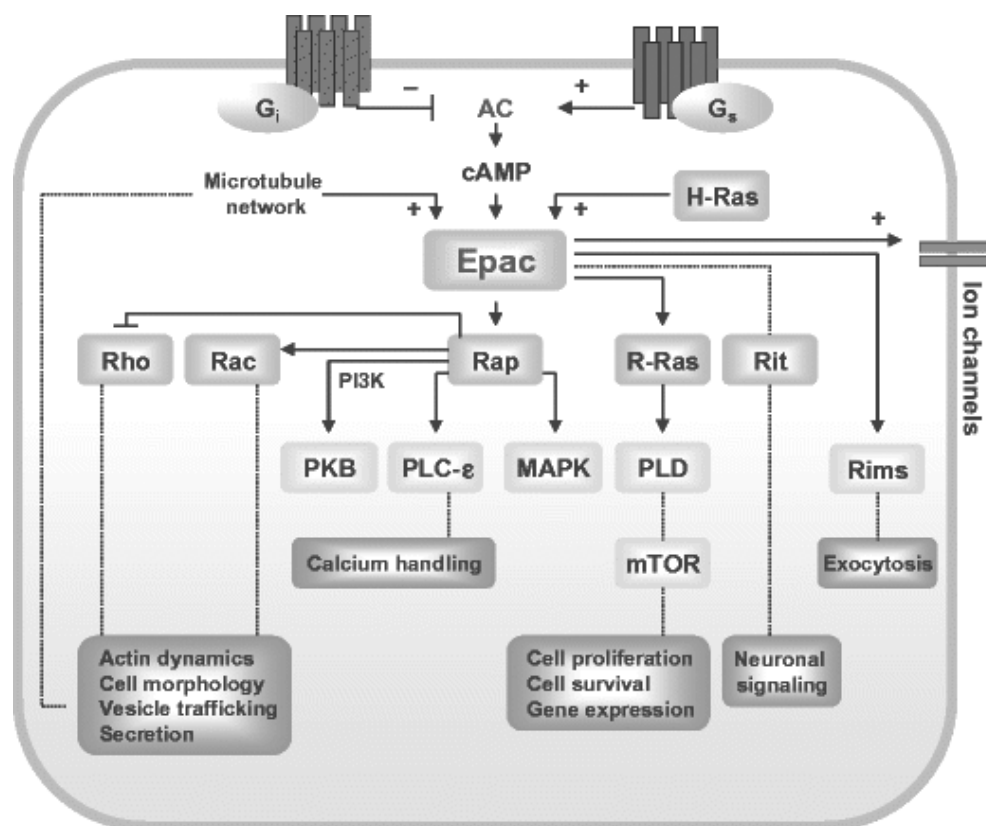 Gi
−
AC
+
Gs
cAMP
Microtubule
network
+
+
H-Ras
+
Epac
Ion channels
Rho
Rac
PI3K
Rap
R-Ras
Rit
PKB
PLC-ε
MAPK
PLD
Rims
Calcium handling
mTOR
Exocytosis
Actin dynamics
Cell morphology
Vesicle trafficking
Secretion
Cell proliferation
Cell survival
Gene expression
Neuronal
signaling